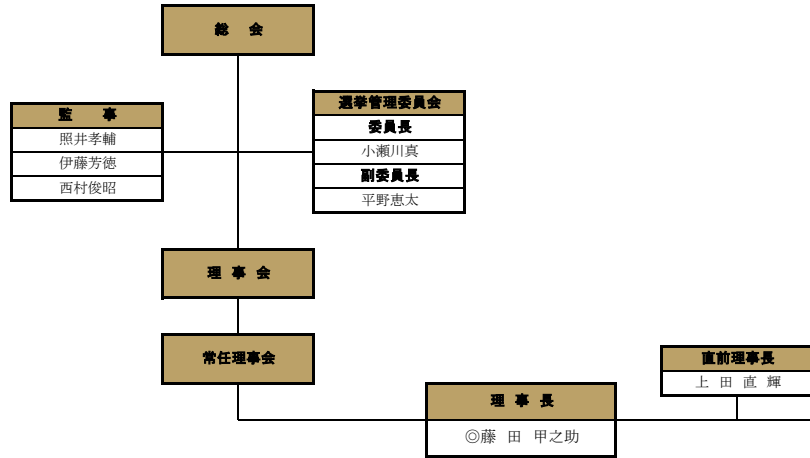 総　会
監　　事
照井孝輔
伊藤芳徳
西村俊昭
選挙管理委員会
委員長
小瀬川真
副委員長
平野恵太
理 事 会
常任理事会
直前理事長
上 田 直 輝
理 事 長
◎藤 田 甲之助